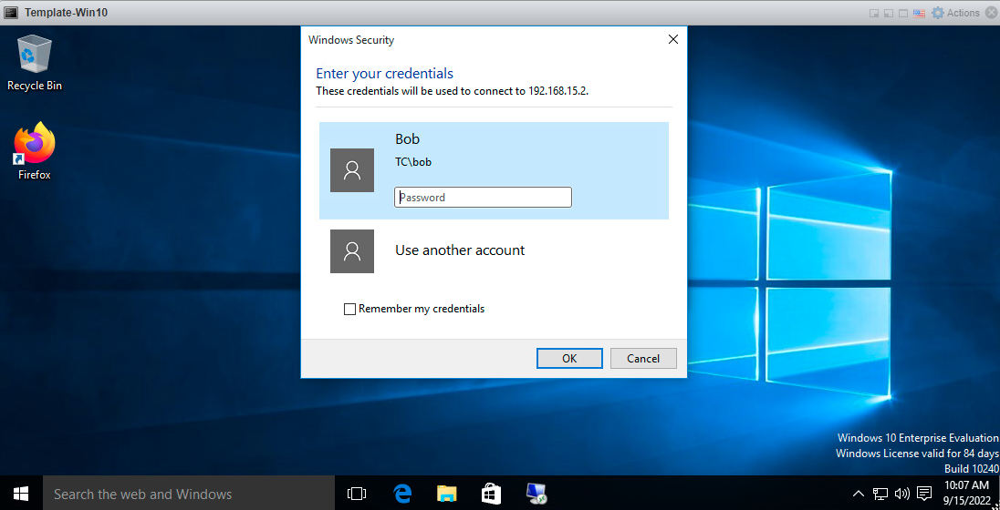 Template-Win10
Actions
Recycle Bin
Firefox
Windows Security
Enter your credentials
These credentials will be used to connect to 192.168.15.2.
Bob
TC\bob
Password
Use another account
Remember my credentials
OK
Cancel
Windows 10 Enterprise Evaluation
Windows License valid for 84 days
Build 10240
Search the web and Windows
10:07 AM
9/15/2022